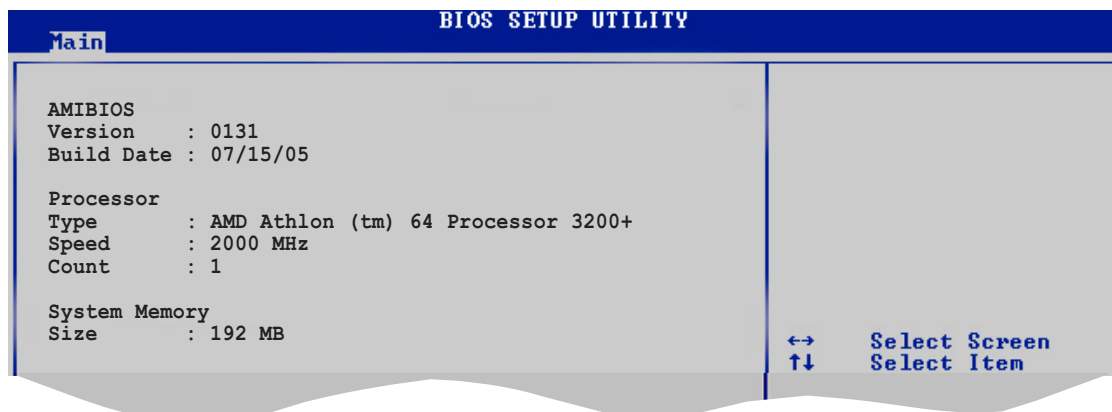 BIOS SETUP UTILITY
Main
AMIBIOS
Version : 0131
Build Date : 07/15/05
Processor
Type : AMD Athlon (tm) 64 Processor 3200+
Speed : 2000 MHz
Count : 1
System Memory
Size : 192 MB
←→ Select Screen
↑↓ Select Item